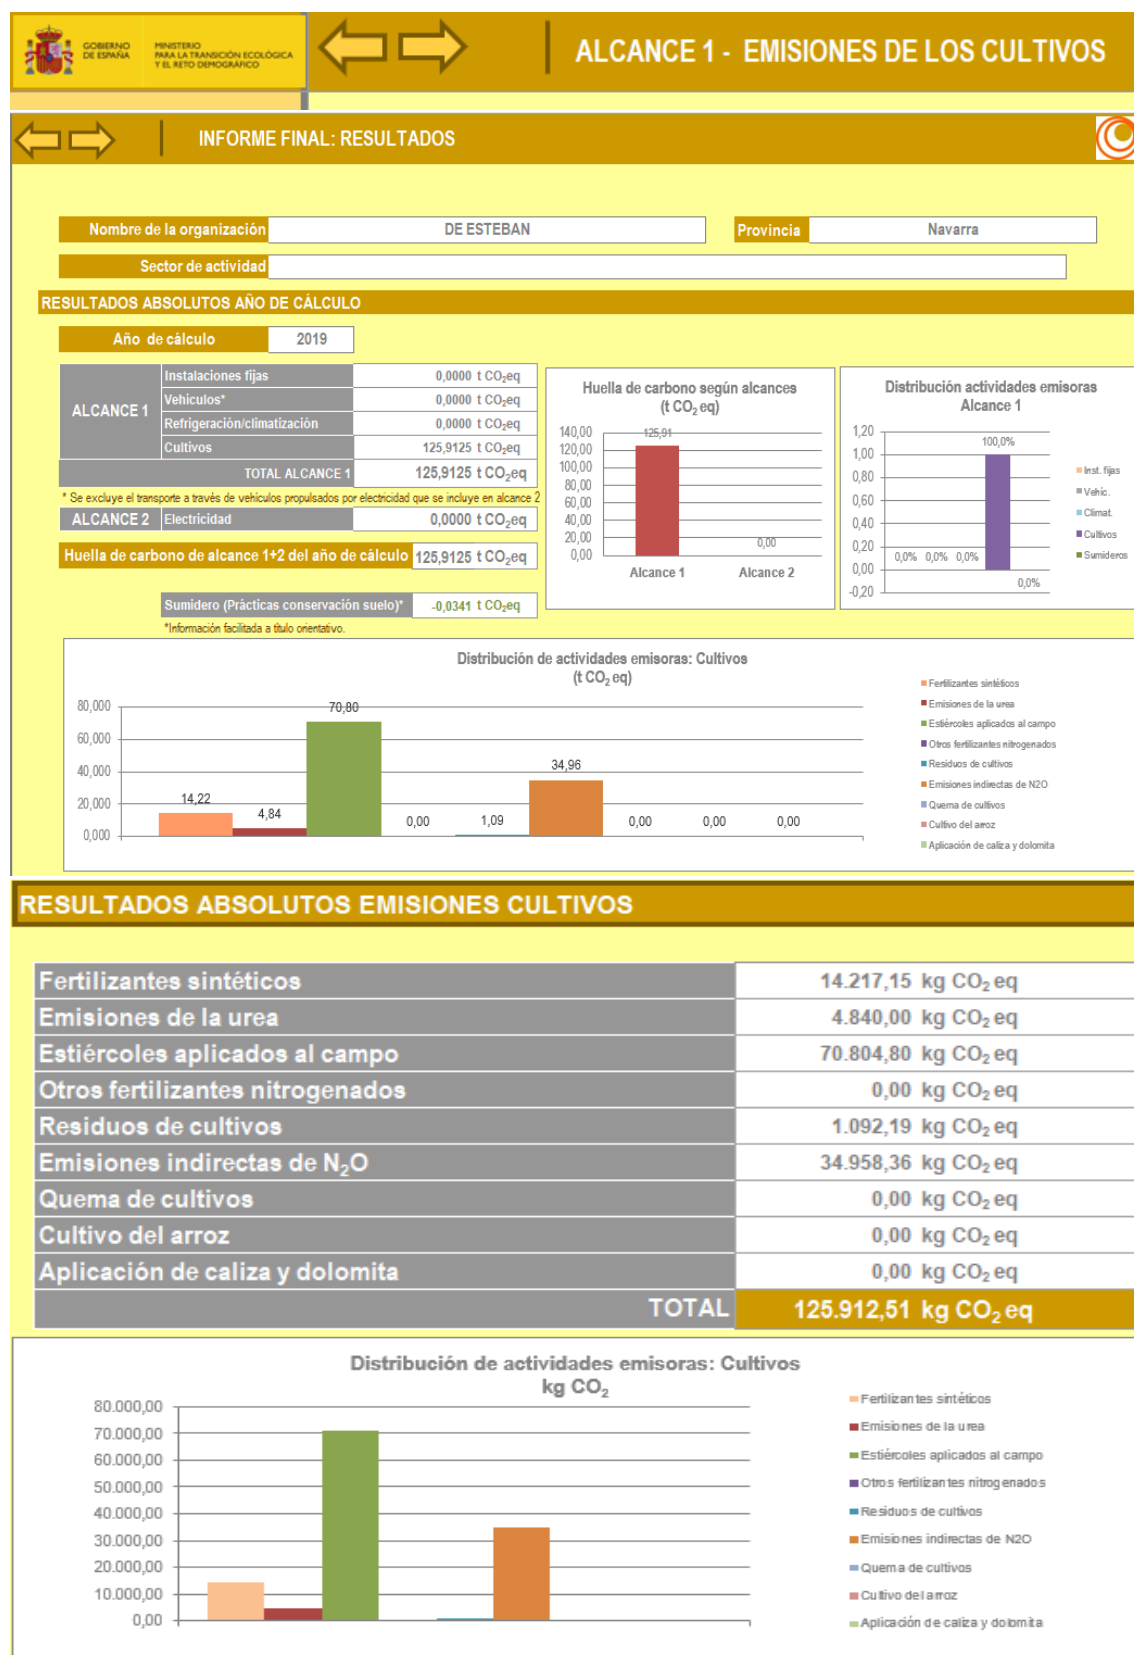 GOBIERNO
DE ESPAÑA
MINISTERIO
PARA LA TRANSICIÓN ECOLÓGICA
Y EL RETO DEMOGRÁFICO
ALCANCE 1 - EMISIONES DE LOS CULTIVOS
INFORME FINAL: RESULTADOS
Nombre de la organización DE ESTEBAN Provincia Navarra
Sector de actividad
RESULTADOS ABSOLUTOS AÑO DE CÁLCULO
Año de cálculo 2019
ALCANCE 1
Instalaciones fijas 0,0000 t CO₂eq
Vehículos* 0,0000 t CO₂eq
Refrigeración/climatización 0,0000 t CO₂eq
Cultivos 125,9125 t CO₂eq
TOTAL ALCANCE 1 125,9125 t CO₂eq
* Se excluye el transporte a través de vehículos propulsados por electricidad que se incluye en alcance 2
ALCANCE 2 Electricidad 0,0000 t CO₂eq
Huella de carbono de alcance 1+2 del año de cálculo 125,9125 t CO₂eq
Sumidero (Prácticas conservación suelo)* -0,0341 t CO₂eq
*Información facilitada a título orientativo.
Huella de carbono según alcances
(t CO₂ eq)
140,00
120,00
100,00
80,00
60,00
40,00
20,00
0,00
125,91
0,00
Alcance 1 Alcance 2
Distribución actividades emisoras
Alcance 1
1,20
1,00
0,80
0,60
0,40
0,20
0,00
-0,20
100,0%
0,0% 0,0% 0,0%
0,0%
Inst. fijas
Vehíc.
Climat.
Cultivos
Sumideros
Distribución de actividades emisoras: Cultivos
(t CO₂ eq)
80,000
60,000
40,000
20,000
0,000
14,22
4,84
70,80
0,00
1,09
34,96
0,00
0,00
0,00
Fertilizantes sintéticos
Emisiones de la urea
Estiércoles aplicados al campo
Otros fertilizantes nitrogenados
Residuos de cultivos
Emisiones indirectas de N2O
Quema de cultivos
Cultivo del arroz
Aplicación de caliza y dolomita
RESULTADOS ABSOLUTOS EMISIONES CULTIVOS
Fertilizantes sintéticos 14.217,15 kg CO₂ eq
Emisiones de la urea 4.840,00 kg CO₂ eq
Estiércoles aplicados al campo 70.804,80 kg CO₂ eq
Otros fertilizantes nitrogenados 0,00 kg CO₂ eq
Residuos de cultivos 1.092,19 kg CO₂ eq
Emisiones indirectas de N₂O 34.958,36 kg CO₂ eq
Quema de cultivos 0,00 kg CO₂ eq
Cultivo del arroz 0,00 kg CO₂ eq
Aplicación de caliza y dolomita 0,00 kg CO₂ eq
TOTAL 125.912,51 kg CO₂ eq
Distribución de actividades emisoras: Cultivos
kg CO₂
80.000,00
70.000,00
60.000,00
50.000,00
40.000,00
30.000,00
20.000,00
10.000,00
0,00
Fertilizantes sintéticos
Emisiones de la urea
Estiércoles aplicados al campo
Otros fertilizantes nitrogenados
Residuos de cultivos
Emisiones indirectas de N2O
Quema de cultivos
Cultivo del arroz
Aplicación de caliza y dolomita